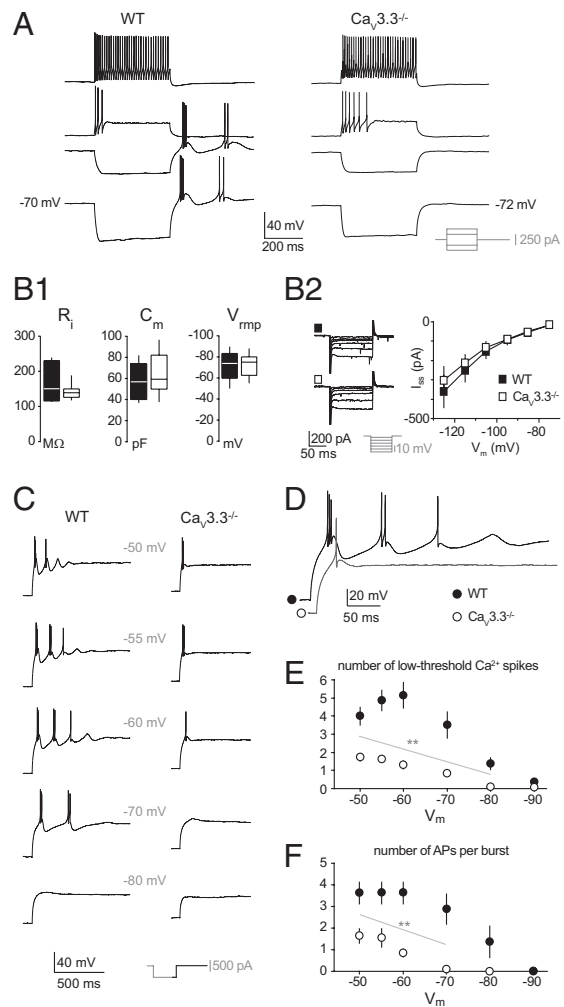 A
WT
CaV3.3-/-
-70 mV
40 mV
200 ms
-72 mV
250 pA
B1
Ri
Cm
Vrmp
300
200
100
0
MΩ
100
80
60
40
20
0
pF
-100
-80
-60
-40
-20
0
mV
B2
200 pA
50 ms
10 mV
0
-500
Iss (pA)
WT
CaV3.3-/-
-120
-100
-80
Vm (mV)
C
WT
CaV3.3-/-
-50 mV
-55 mV
-60 mV
-70 mV
-80 mV
40 mV
500 ms
500 pA
D
20 mV
50 ms
WT
CaV3.3-/-
E
number of low-threshold Ca2+ spikes
6
5
4
3
2
1
0
**
-50
-60
-70
-80
-90
Vm
F
number of APs per burst
5
4
3
2
1
0
**
-50
-60
-70
-80
-90
Vm